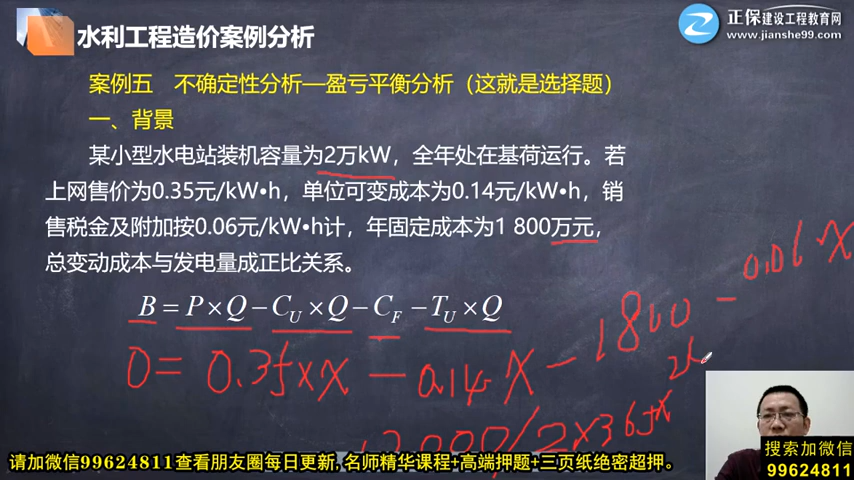 水利工程造价案例分析
正保建设工程教育网
www.jianshe99.com
案例五 不确定性分析—盈亏平衡分析（这就是选择题）
一、背景
某小型水电站装机容量为2万kW，全年处在基荷运行。若
上网售价为0.35元/kW•h，单位可变成本为0.14元/kW•h，销
售税金及附加按0.06元/kW•h计，年固定成本为1 800万元，
总变动成本与发电量成正比关系。
B = P×Q − C_U×Q − C_F − T_U×Q
0 = 0.35×X − 0.14X − 1800 − 0.06X
/2×365×
请加微信99624811查看朋友圈每日更新，名师精华课程+高端押题+三页纸绝密超押。
搜索加微信
99624811